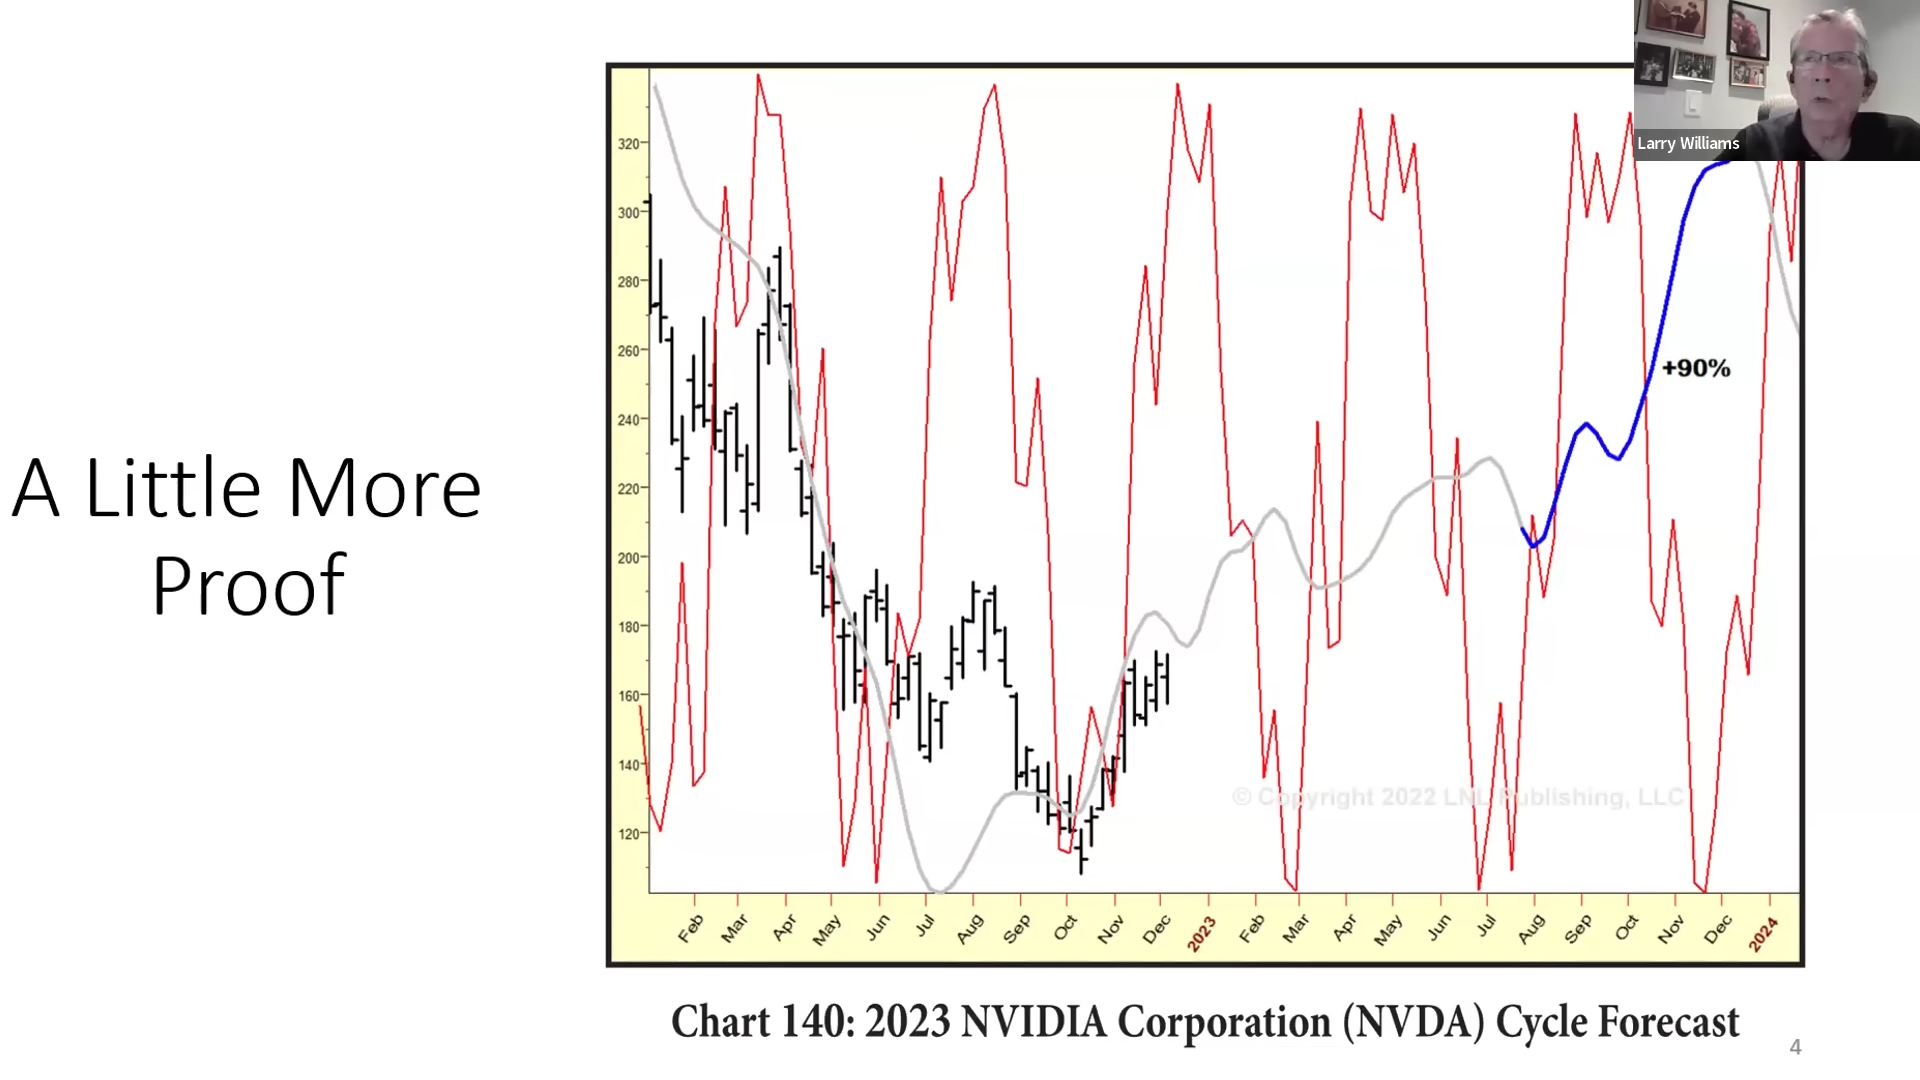 Larry Williams
A Little More
Proof
320
300
280
260
240
220
200
180
160
140
120
+90%
© Copyright 2022 LNL Publishing, LLC
Feb Mar Apr May Jun Jul Aug Sep Oct Nov Dec 2023 Feb Mar Apr May Jun Jul Aug Sep Oct Nov Dec 2024
Chart 140: 2023 NVIDIA Corporation (NVDA) Cycle Forecast
4